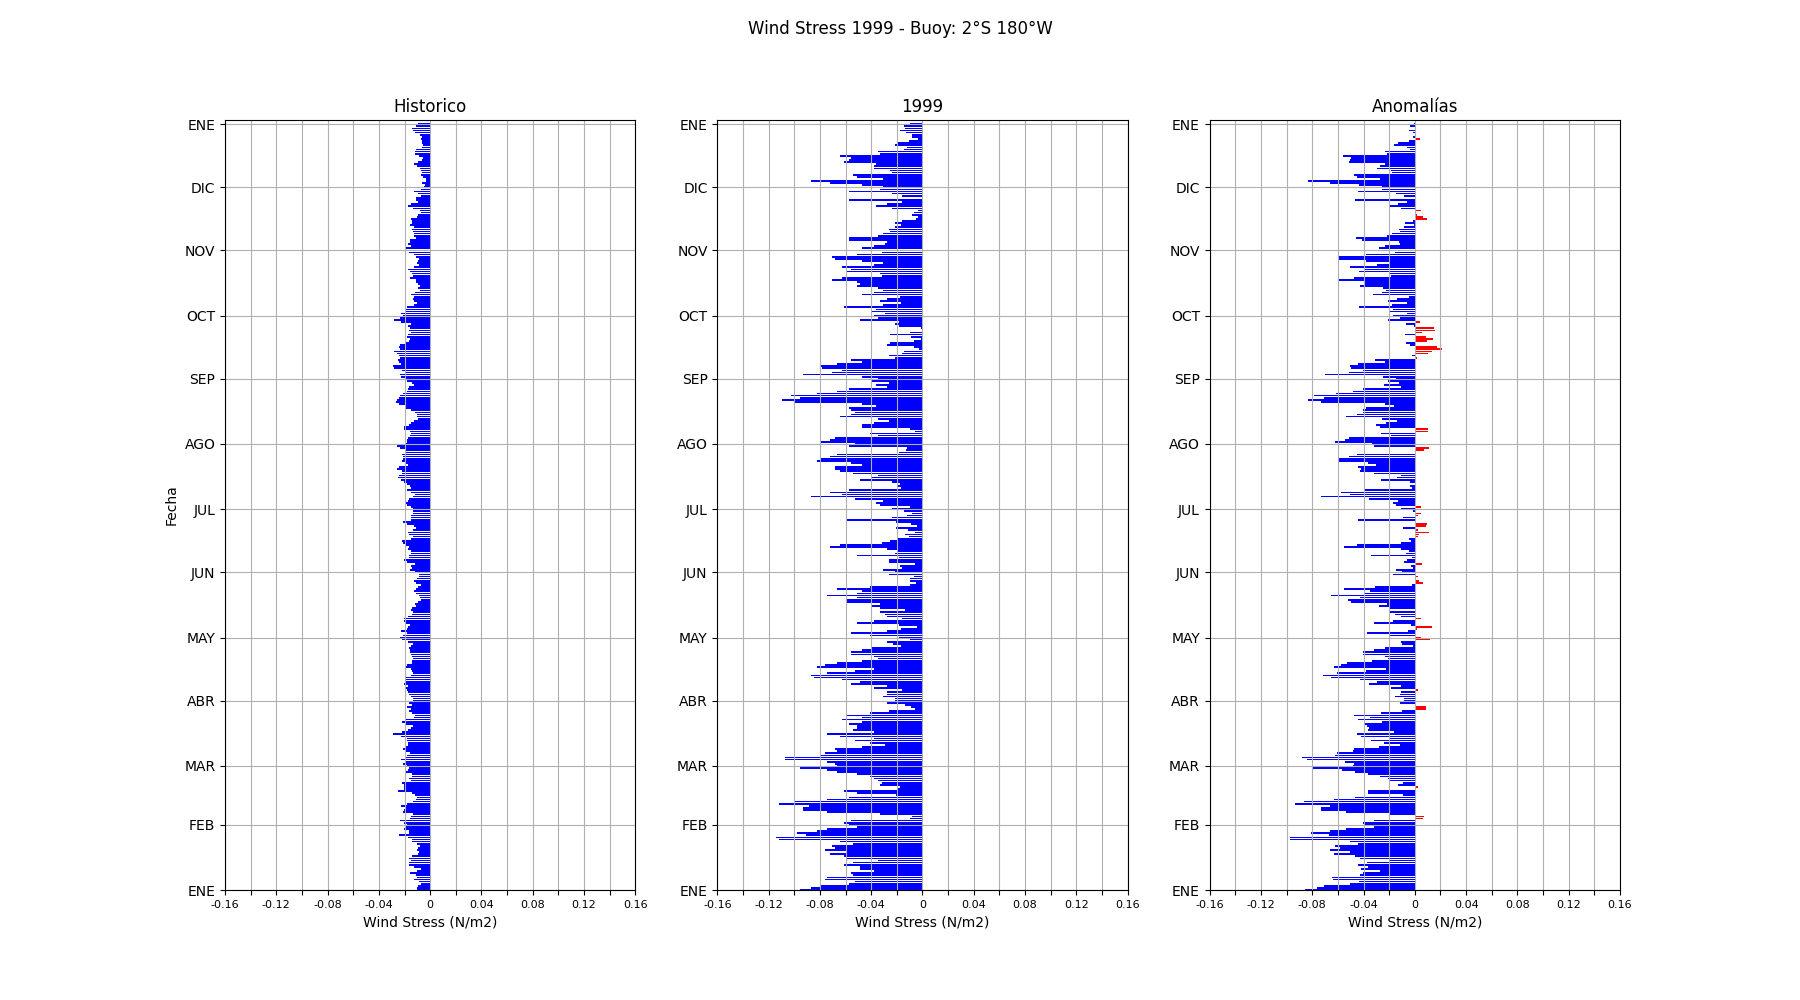 Wind Stress 1999 - Buoy: 2°S 180°W
Historico
1999
Anomalías
Fecha
ENE
DIC
NOV
OCT
SEP
AGO
JUL
JUN
MAY
ABR
MAR
FEB
ENE
-0.16 -0.12 -0.08 -0.04 0 0.04 0.08 0.12 0.16
Wind Stress (N/m2)
ENE
DIC
NOV
OCT
SEP
AGO
JUL
JUN
MAY
ABR
MAR
FEB
ENE
-0.16 -0.12 -0.08 -0.04 0 0.04 0.08 0.12 0.16
Wind Stress (N/m2)
ENE
DIC
NOV
OCT
SEP
AGO
JUL
JUN
MAY
ABR
MAR
FEB
ENE
-0.16 -0.12 -0.08 -0.04 0 0.04 0.08 0.12 0.16
Wind Stress (N/m2)